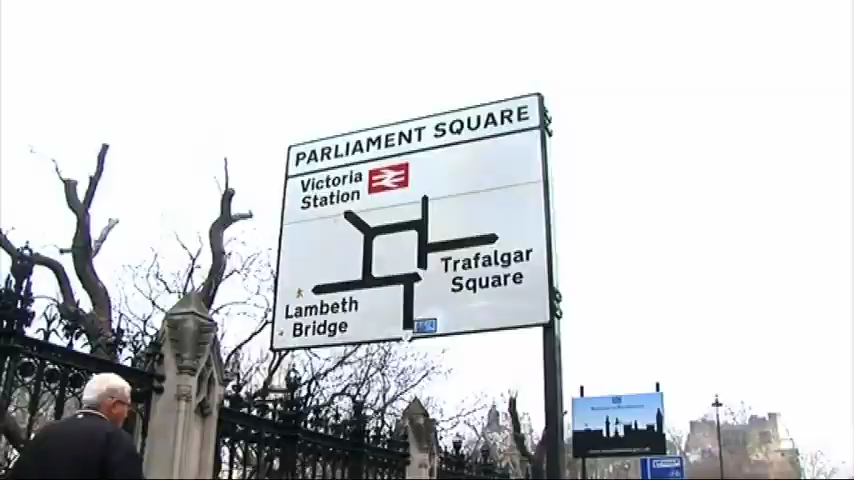 PARLIAMENT SQUARE
Victoria
Station
Trafalgar
Square
Lambeth
Bridge